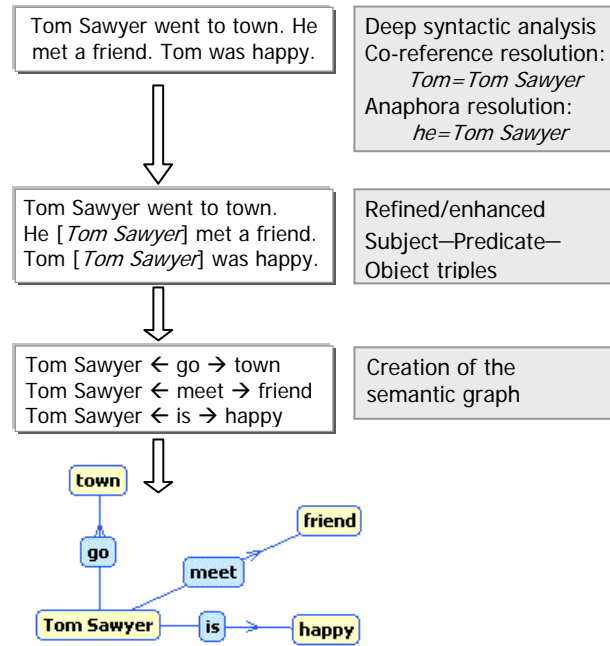 Tom Sawyer went to town. He
met a friend. Tom was happy.
Deep syntactic analysis
Co-reference resolution:
Tom=Tom Sawyer
Anaphora resolution:
he=Tom Sawyer
Tom Sawyer went to town.
He [Tom Sawyer] met a friend.
Tom [Tom Sawyer] was happy.
Refined/enhanced
Subject—Predicate—
Object triples
Tom Sawyer ← go → town
Tom Sawyer ← meet → friend
Tom Sawyer ← is → happy
Creation of the
semantic graph
town
friend
go
meet
Tom Sawyer
is
happy